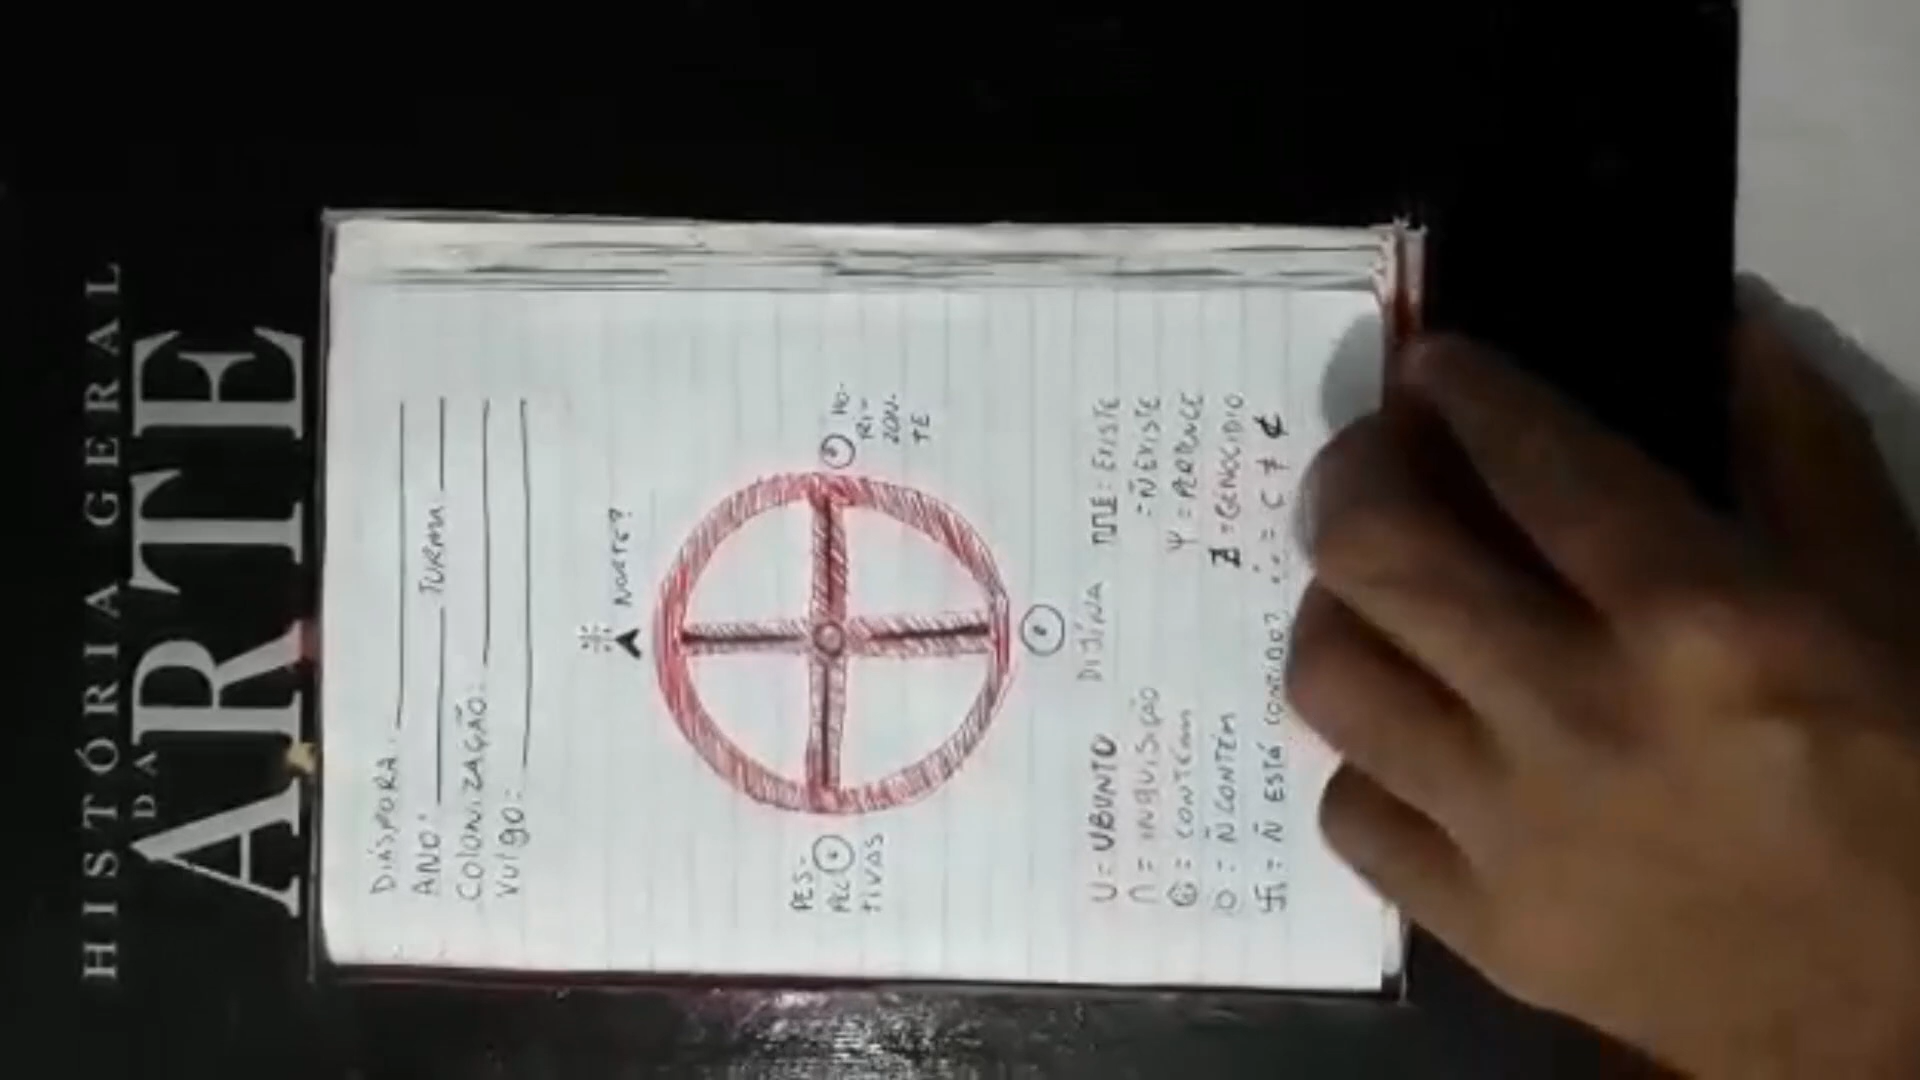 HISTÓRIA GERAL
DA
ARTE
DIÁSPORA:
ANO: TURMA
COLONIZAÇÃO:
VULGO:
NORTE?
PES-
PEC
TIVAS
HO-
RI-
ZON-
TE
DIJÍNA
U = UBUNTO
∩ = INQUISIÇÃO
= CONTÉM
O = Ñ CONTÉM
卐 = Ñ ESTÁ CONTIDO?
: EXISTE
= Ñ EXISTE
Ψ = PERTENCE
= GENOCÍDIO
= C ≠ ¢